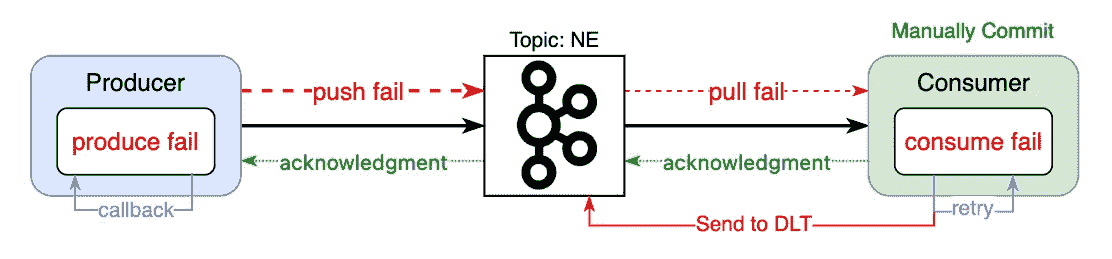 Manually Commit
Topic: NE
Producer
Consumer
push fail
pull fail
produce fail
consume fail
acknowledgment
acknowledgment
callback
retry
Send to DLT